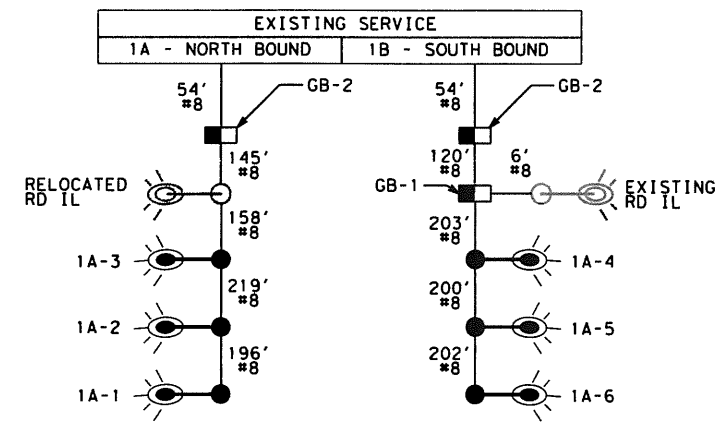 EXISTING SERVICE
1A - NORTH BOUND
1B - SOUTH BOUND
54'
#8
GB-2
54'
#8
GB-2
145'
#8
120'
#8
6'
#8
RELOCATED
RD IL
GB-1
EXISTING
RD IL
158'
#8
203'
#8
1A-3
1A-4
219'
#8
200'
#8
1A-2
1A-5
196'
#8
202'
#8
1A-1
1A-6